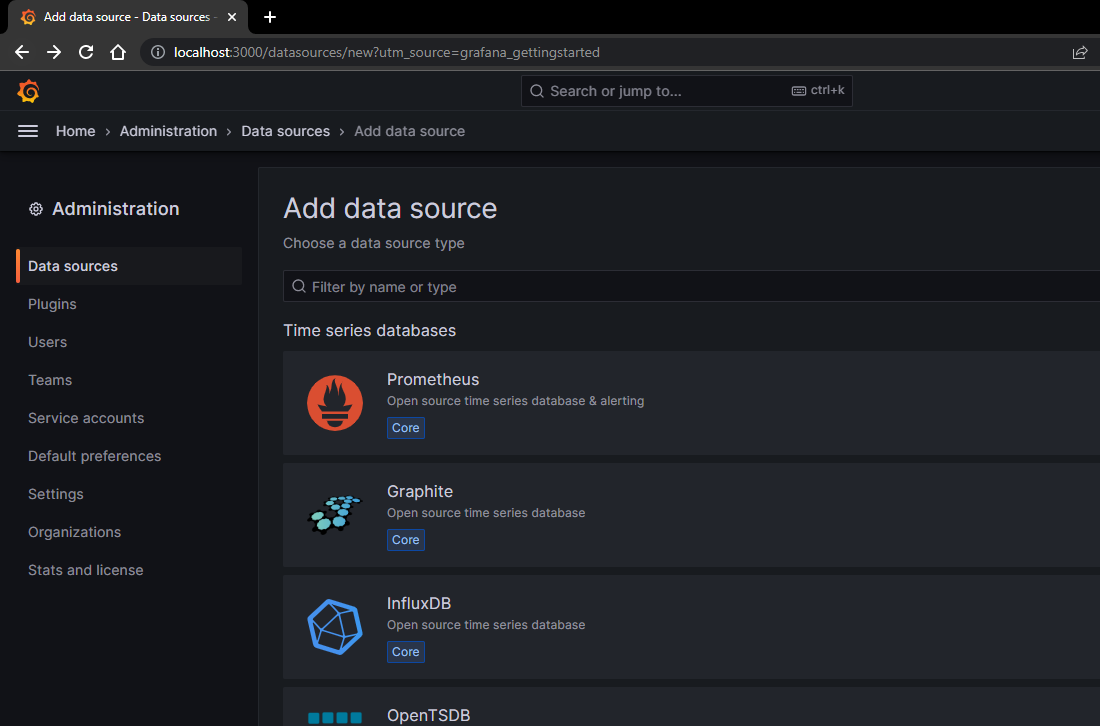 Add data source - Data sources -
localhost:3000/datasources/new?utm_source=grafana_gettingstarted
Search or jump to...
ctrl+k
Home › Administration › Data sources › Add data source
Administration
Data sources
Plugins
Users
Teams
Service accounts
Default preferences
Settings
Organizations
Stats and license
Add data source
Choose a data source type
Filter by name or type
Time series databases
Prometheus
Open source time series database & alerting
Core
Graphite
Open source time series database
Core
InfluxDB
Open source time series database
Core
OpenTSDB